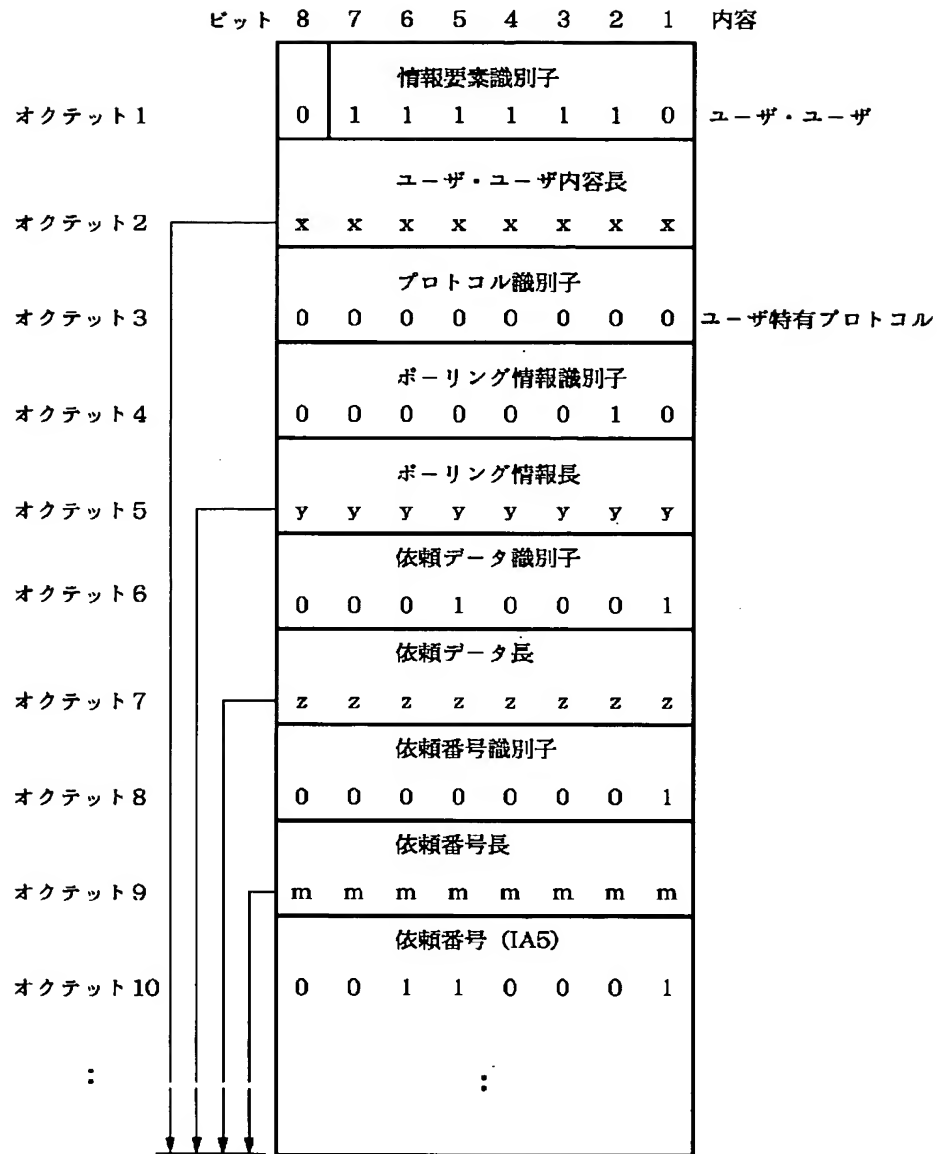 ビット 8 7 6 5 4 3 2 1 内容
情報要素識別子
オクテット1 0 1 1 1 1 1 1 0 ユーザ・ユーザ
ユーザ・ユーザ内容長
オクテット2 x x x x x x x x
プロトコル識別子
オクテット3 0 0 0 0 0 0 0 0 ユーザ特有プロトコル
ポーリング情報識別子
オクテット4 0 0 0 0 0 0 1 0
ポーリング情報長
オクテット5 y y y y y y y y
依頼データ識別子
オクテット6 0 0 0 1 0 0 0 1
依頼データ長
オクテット7 z z z z z z z z
依頼番号識別子
オクテット8 0 0 0 0 0 0 0 1
依頼番号長
オクテット9 m m m m m m m m
依頼番号 (IA5)
オクテット10 0 0 1 1 0 0 0 1
: :